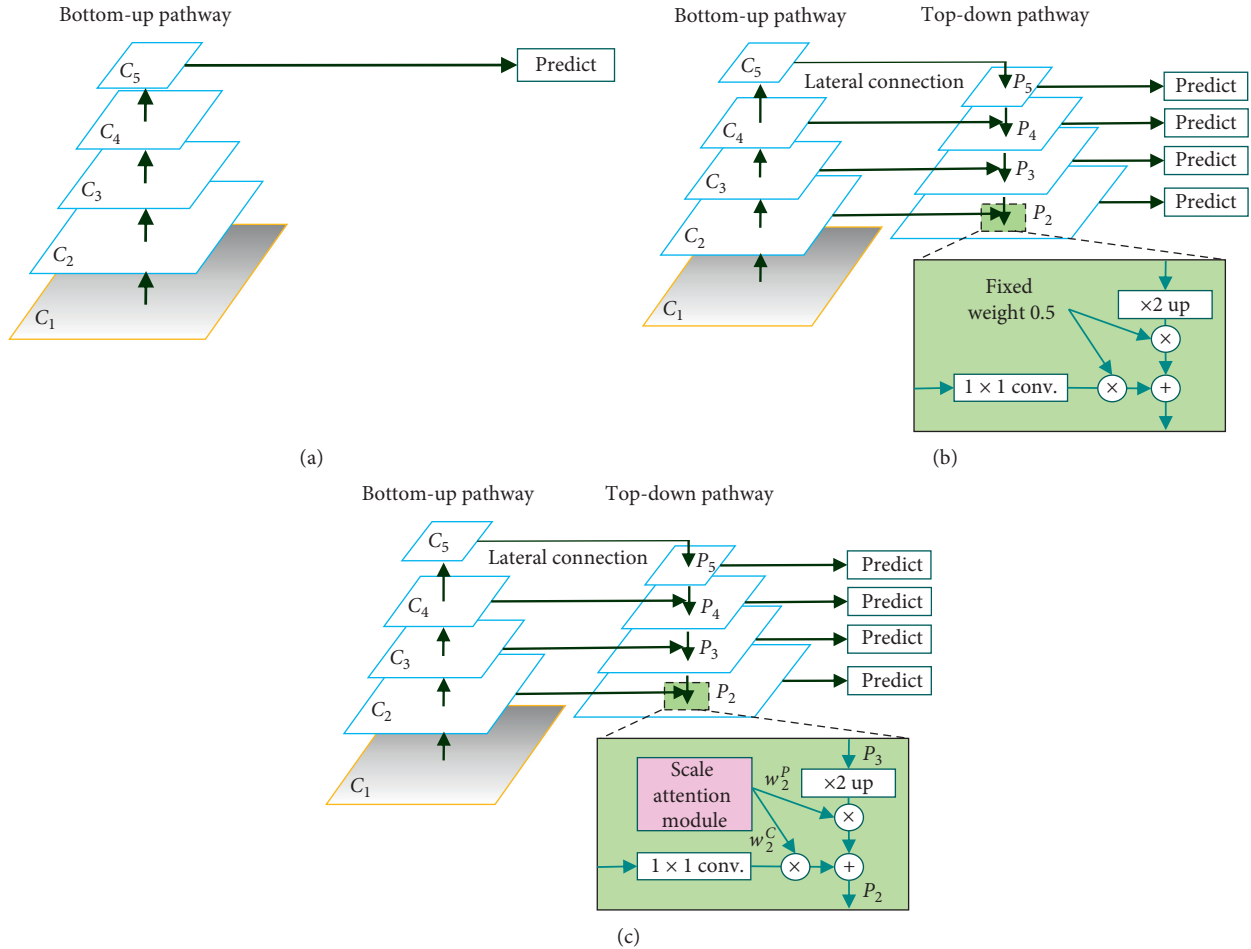 Bottom-up pathway
C5
Predict
C4
C3
C2
C1
(a)
Bottom-up pathway
Top-down pathway
C5
Lateral connection
P5
Predict
C4
P4
Predict
C3
P3
Predict
C2
P2
Predict
C1
Fixed
weight 0.5
×2 up
×
1 × 1 conv.
×
+
(b)
Bottom-up pathway
Top-down pathway
C5
Lateral connection
P5
Predict
C4
P4
Predict
C3
P3
Predict
C2
P2
Predict
C1
Scale
attention
module
w2P
w2C
P3
×2 up
×
1 × 1 conv.
×
+
P2
(c)